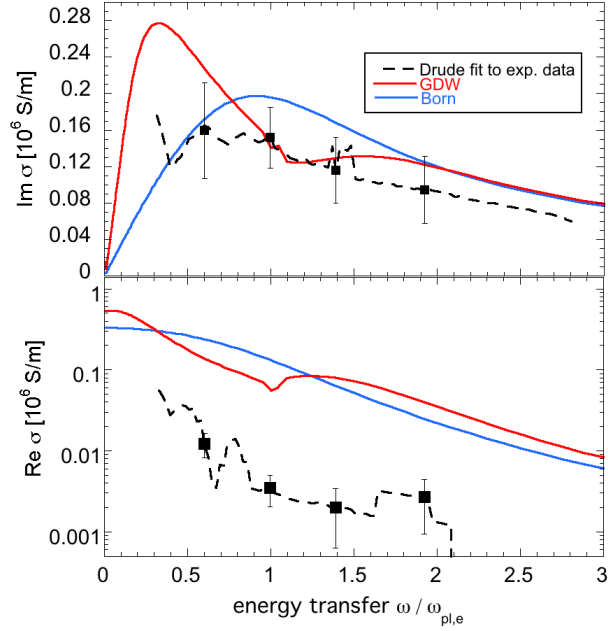 0.28
0.24
0.2
0.16
0.12
0.08
0.04
0
Im σ [10⁶ S/m]
Drude fit to exp. data
GDW
Born
1
0.1
0.01
0.001
Re σ [10⁶ S/m]
0 0.5 1 1.5 2 2.5 3
energy transfer ω / ωpl,e